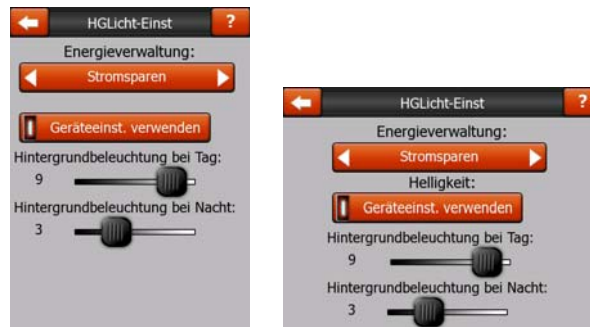 HGLicht-Einst ?
Energieverwaltung:
Stromsparen
Geräteeinst. verwenden
Hintergrundbeleuchtung bei Tag:
9
Hintergrundbeleuchtung bei Nacht:
3
HGLicht-Einst ?
Energieverwaltung:
Stromsparen
Helligkeit:
Geräteeinst. verwenden
Hintergrundbeleuchtung bei Tag:
9
Hintergrundbeleuchtung bei Nacht:
3